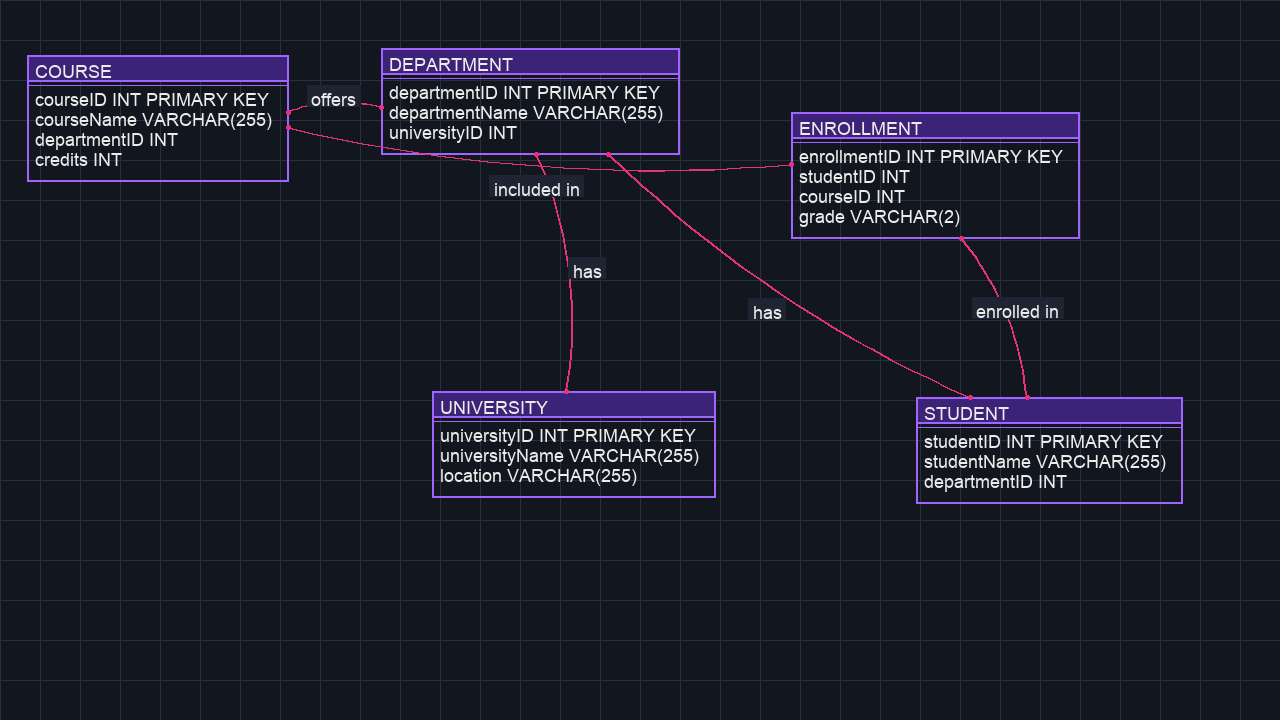 COURSE
courseID INT PRIMARY KEY
courseName VARCHAR(255)
departmentID INT
credits INT
offers
DEPARTMENT
departmentID INT PRIMARY KEY
departmentName VARCHAR(255)
universityID INT
ENROLLMENT
enrollmentID INT PRIMARY KEY
studentID INT
courseID INT
grade VARCHAR(2)
included in
has
has
enrolled in
UNIVERSITY
universityID INT PRIMARY KEY
universityName VARCHAR(255)
location VARCHAR(255)
STUDENT
studentID INT PRIMARY KEY
studentName VARCHAR(255)
departmentID INT